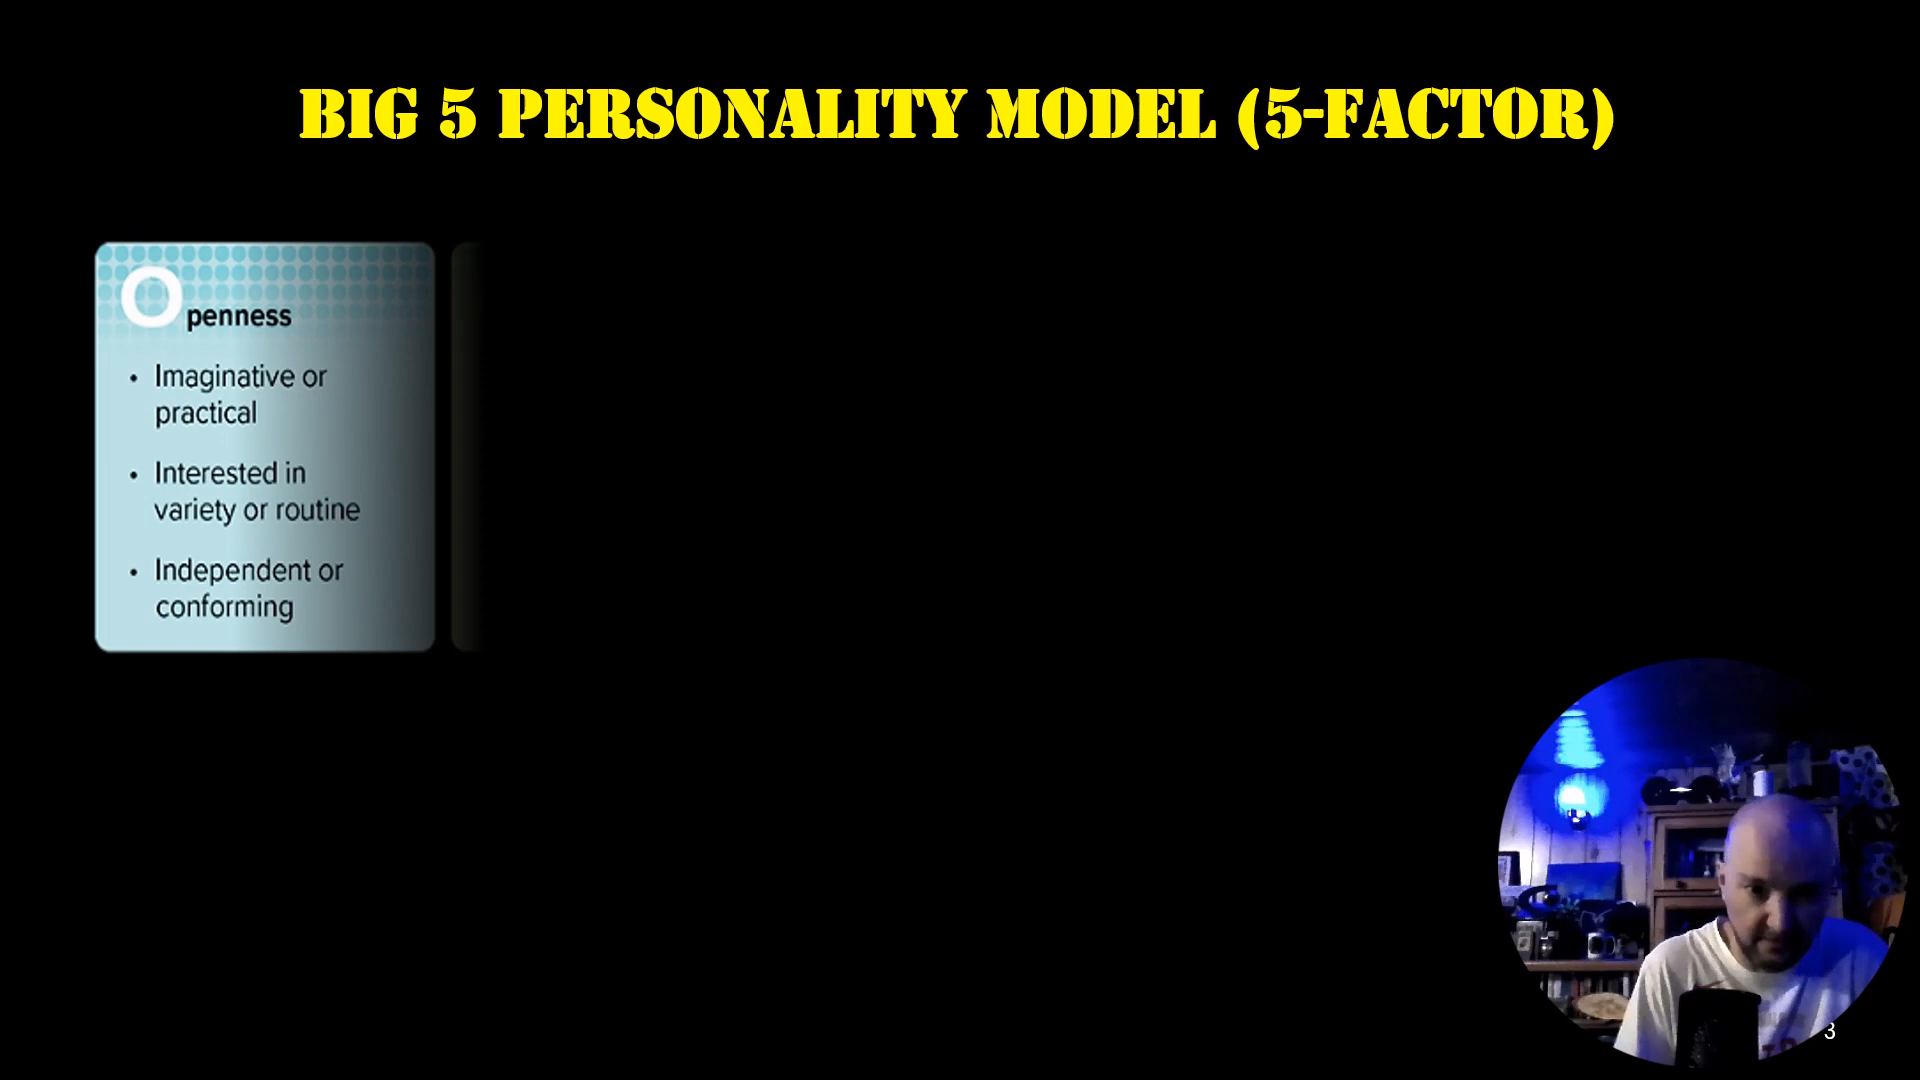 BIG 5 PERSONALITY MODEL (5-FACTOR)
Openness
• Imaginative or
practical
• Interested in
variety or routine
• Independent or
conforming
3